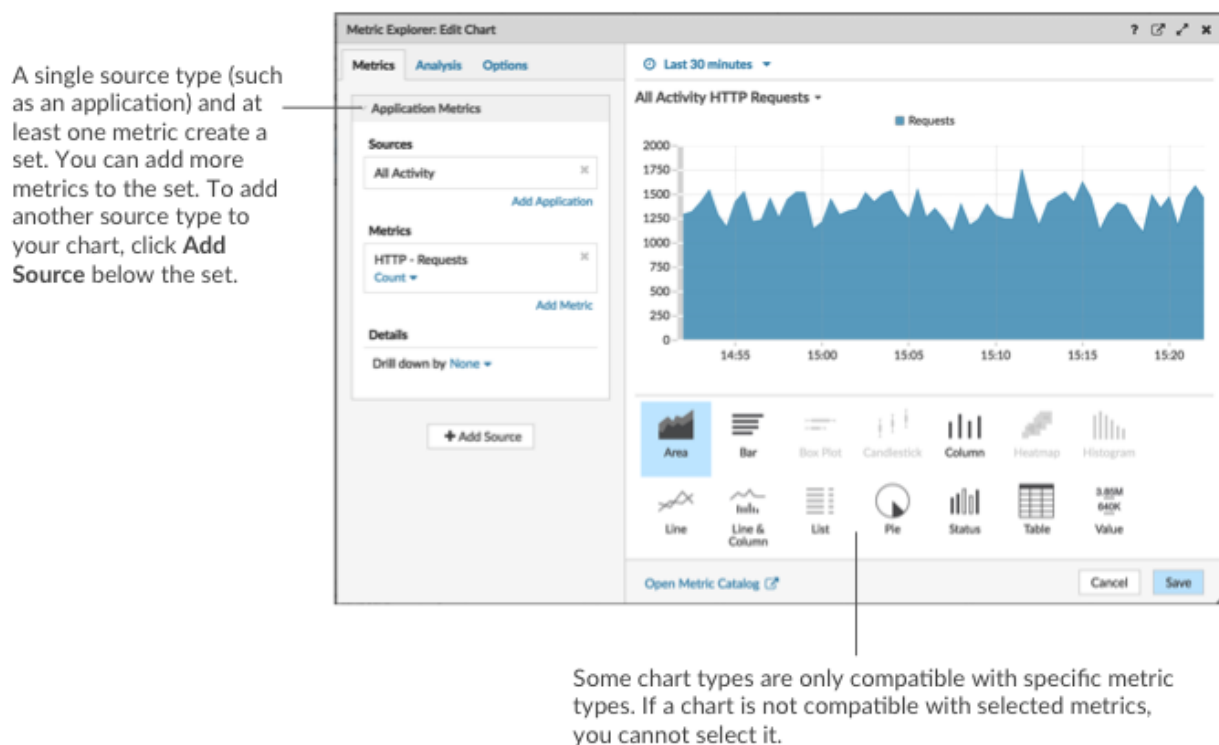 A single source type (such
as an application) and at
least one metric create a
set. You can add more
metrics to the set. To add
another source type to
your chart, click Add
Source below the set.
Metric Explorer: Edit Chart
?
Metrics Analysis Options
Application Metrics
Sources
All Activity
Add Application
Metrics
HTTP - Requests
Count
Add Metric
Details
Drill down by None
+ Add Source
Last 30 minutes
All Activity HTTP Requests
Requests
2000
1750
1500
1250
1000
750
500
250
0
14:55 15:00 15:05 15:10 15:15 15:20
Area Bar Box Plot Candlestick Column Heatmap Histogram
3.85M
640K
Line Line & List Pie Status Table Value
Column
Open Metric Catalog Cancel Save
Some chart types are only compatible with specific metric
types. If a chart is not compatible with selected metrics,
you cannot select it.